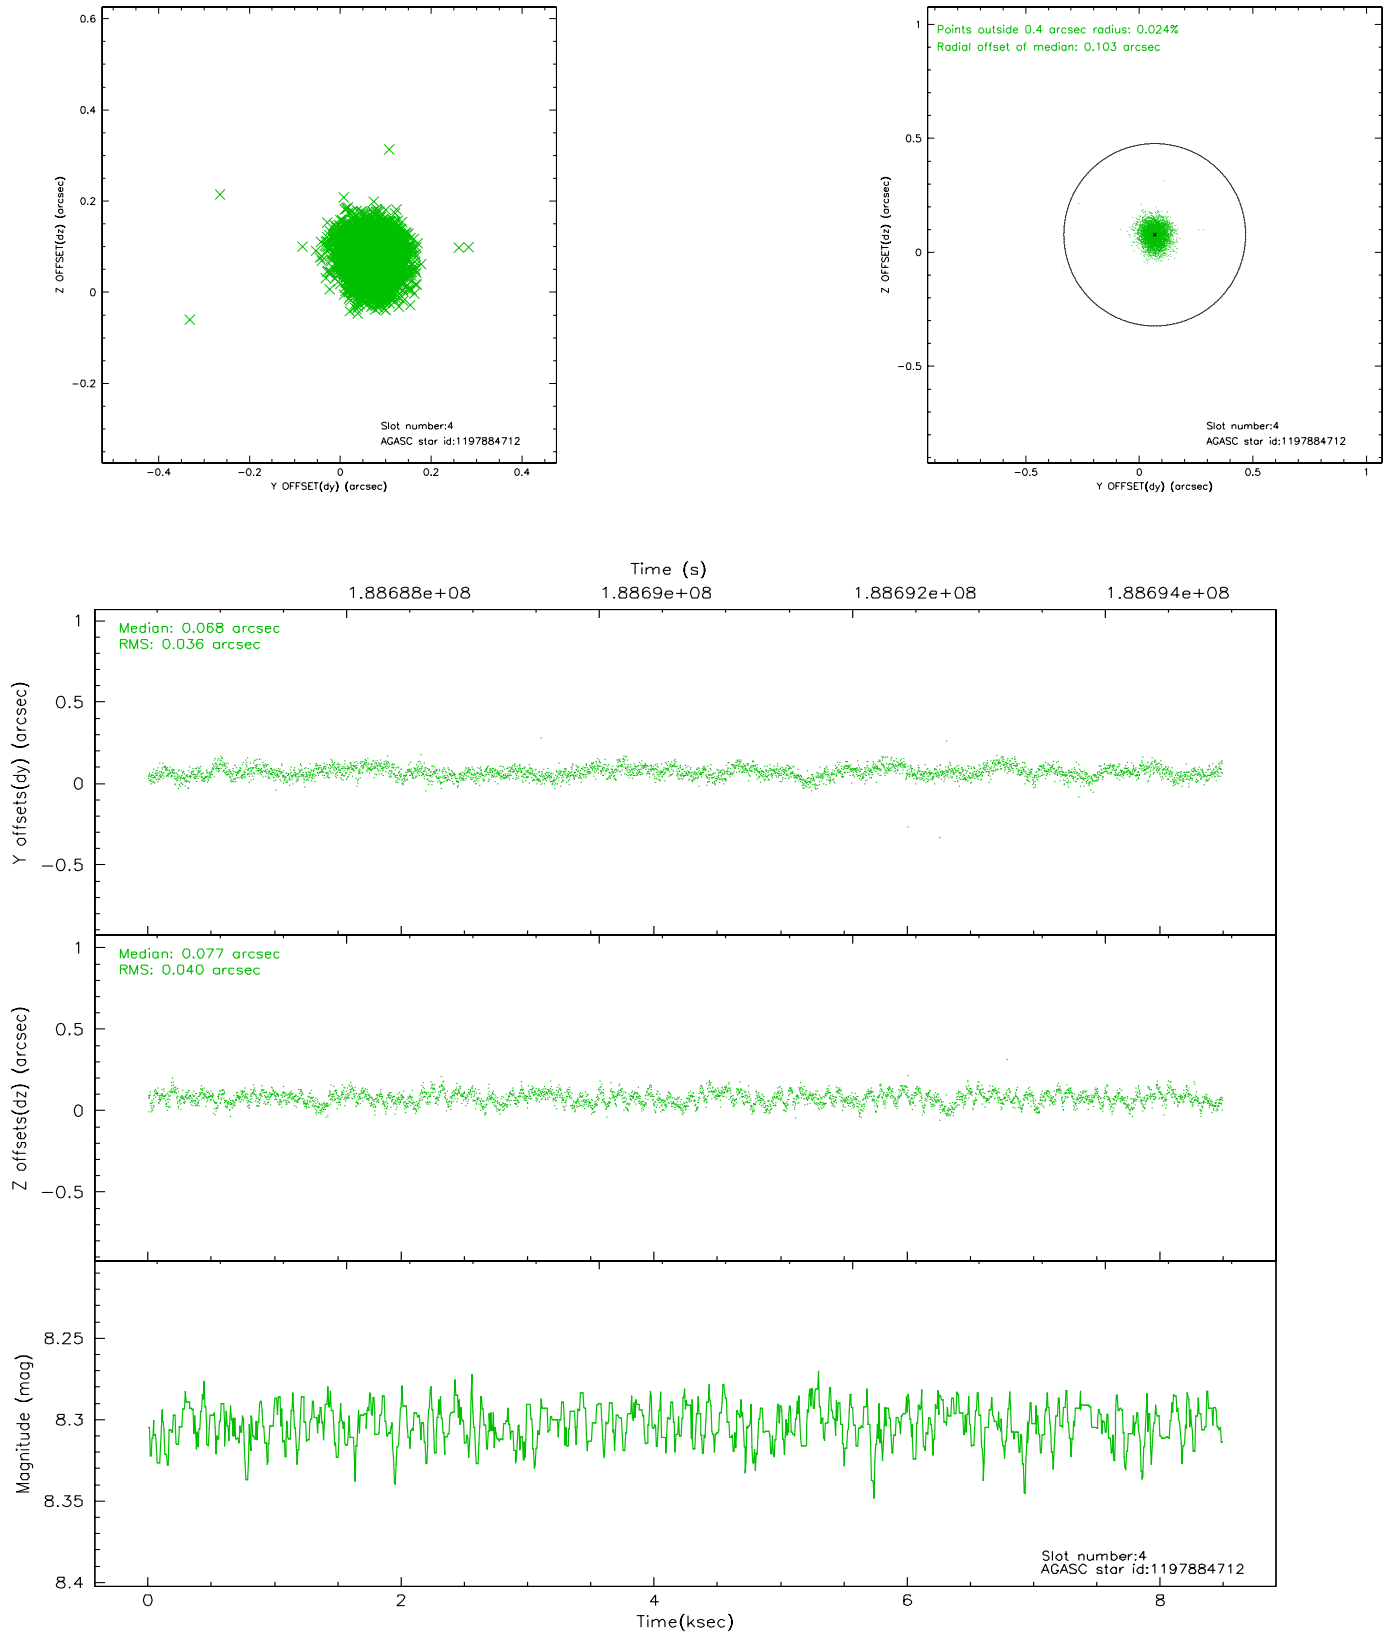 0.6
0.4
0.2
0
−0.2
Z OFFSET(dz) (arcsec)
−0.4 −0.2 0 0.2 0.4
Y OFFSET(dy) (arcsec)
Slot number:4
AGASC star id:1197884712
Points outside 0.4 arcsec radius: 0.024%
Radial offset of median: 0.103 arcsec
1
0.5
0
−0.5
Z OFFSET(dz) (arcsec)
−0.5 0 0.5 1
Y OFFSET(dy) (arcsec)
Slot number:4
AGASC star id:1197884712
Time (s)
1.88688e+08 1.8869e+08 1.88692e+08 1.88694e+08
Median: 0.068 arcsec
RMS: 0.036 arcsec
1
0.5
0
−0.5
Y offsets(dy) (arcsec)
Median: 0.077 arcsec
RMS: 0.040 arcsec
1
0.5
0
−0.5
Z offsets(dz) (arcsec)
8.25
8.3
8.35
8.4
Magnitude (mag)
Slot number:4
AGASC star id:1197884712
0 2 4 6 8
Time(ksec)